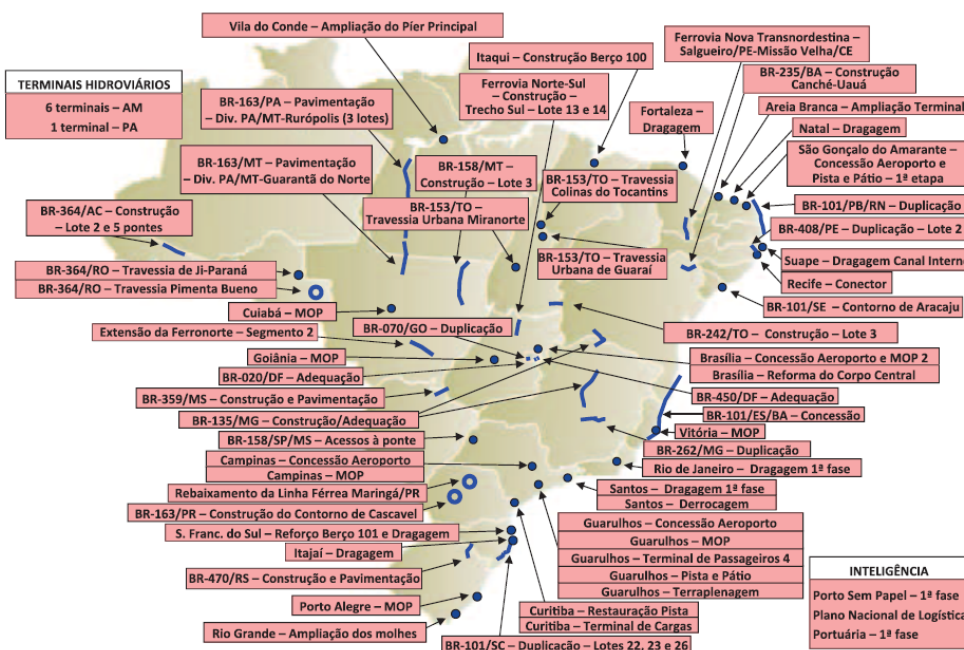 Vila do Conde – Ampliação do Píer Principal
Itaqui – Construção Berço 100
Ferrovia Nova Transnordestina –
Salgueiro/PE-Missão Velha/CE
TERMINAIS HIDROVIÁRIOS
6 terminais – AM
1 terminal – PA
BR-163/PA – Pavimentação
– Div. PA/MT-Rurópolis (3 lotes)
Ferrovia Norte-Sul
– Construção –
Trecho Sul – Lote 13 e 14
BR-235/BA – Construção
Canché-Uauá
Fortaleza –
Dragagem
Areia Branca – Ampliação Terminal
Natal – Dragagem
São Gonçalo do Amarante –
Concessão Aeroporto e
Pista e Pátio – 1ª etapa
BR-163/MT – Pavimentação
– Div. PA/MT-Guarantã do Norte
BR-158/MT –
Construção – Lote 3
BR-153/TO – Travessia
Colinas do Tocantins
BR-153/TO –
Travessia Urbana Miranorte
BR-101/PB/RN – Duplicação
BR-364/AC – Construção
– Lote 2 e 5 pontes
BR-408/PE – Duplicação – Lote 2
BR-153/TO – Travessia
Urbana de Guaraí
Suape – Dragagem Canal Interno
BR-364/RO – Travessia de Ji-Paraná
BR-364/RO – Travessia Pimenta Bueno
Recife – Conector
BR-101/SE – Contorno de Aracaju
Cuiabá – MOP
Extensão da Ferronorte – Segmento 2
BR-070/GO – Duplicação
BR-242/TO – Construção – Lote 3
Goiânia – MOP
Brasília – Concessão Aeroporto e MOP 2
Brasília – Reforma do Corpo Central
BR-020/DF – Adequação
BR-450/DF – Adequação
BR-359/MS – Construção e Pavimentação
BR-101/ES/BA – Concessão
BR-135/MG – Construção/Adequação
Vitória – MOP
BR-158/SP/MS – Acessos à ponte
BR-262/MG – Duplicação
Campinas – Concessão Aeroporto
Campinas – MOP
Rio de Janeiro – Dragagem 1ª fase
Rebaixamento da Linha Férrea Maringá/PR
Santos – Dragagem 1ª fase
Santos – Derrocagem
BR-163/PR – Construção do Contorno de Cascavel
Guarulhos – Concessão Aeroporto
Guarulhos – MOP
Guarulhos – Terminal de Passageiros 4
Guarulhos – Pista e Pátio
Guarulhos – Terraplenagem
S. Franc. do Sul – Reforço Berço 101 e Dragagem
Itajaí – Dragagem
BR-470/RS – Construção e Pavimentação
Porto Alegre – MOP
Curitiba – Restauração Pista
Curitiba – Terminal de Cargas
Rio Grande – Ampliação dos molhes
BR-101/SC – Duplicação – Lotes 22, 23 e 26
INTELIGÊNCIA
Porto Sem Papel – 1ª fase
Plano Nacional de Logística
Portuária – 1ª fase